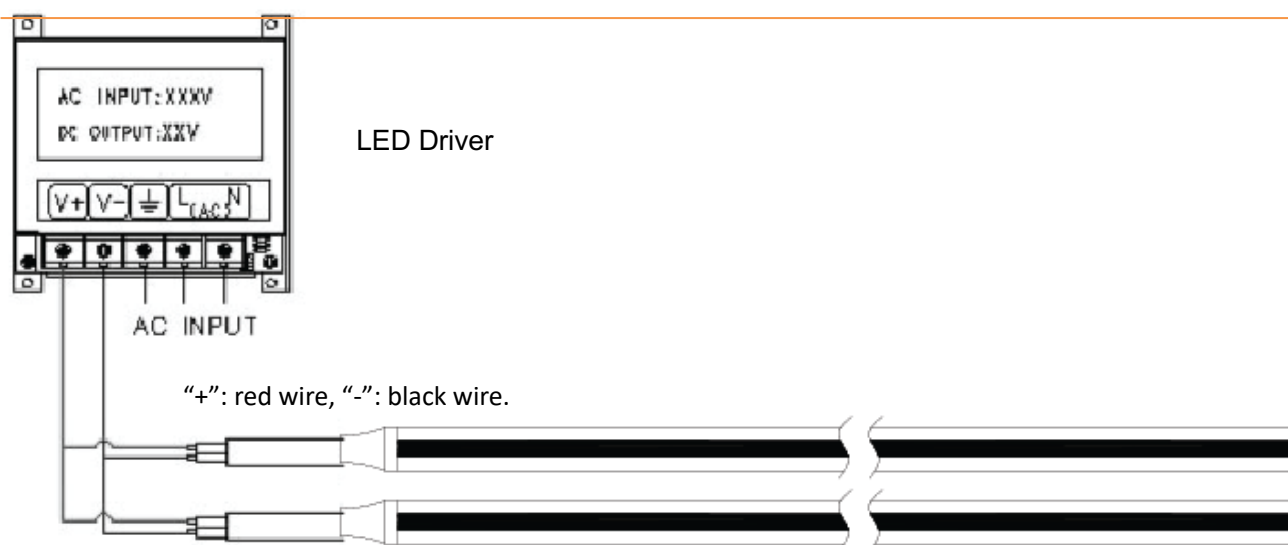 AC INPUT:XXXV
DC OUTPUT:XXV
LED Driver
V+ V- L(AC)N
AC INPUT
“+”: red wire, “-”: black wire.